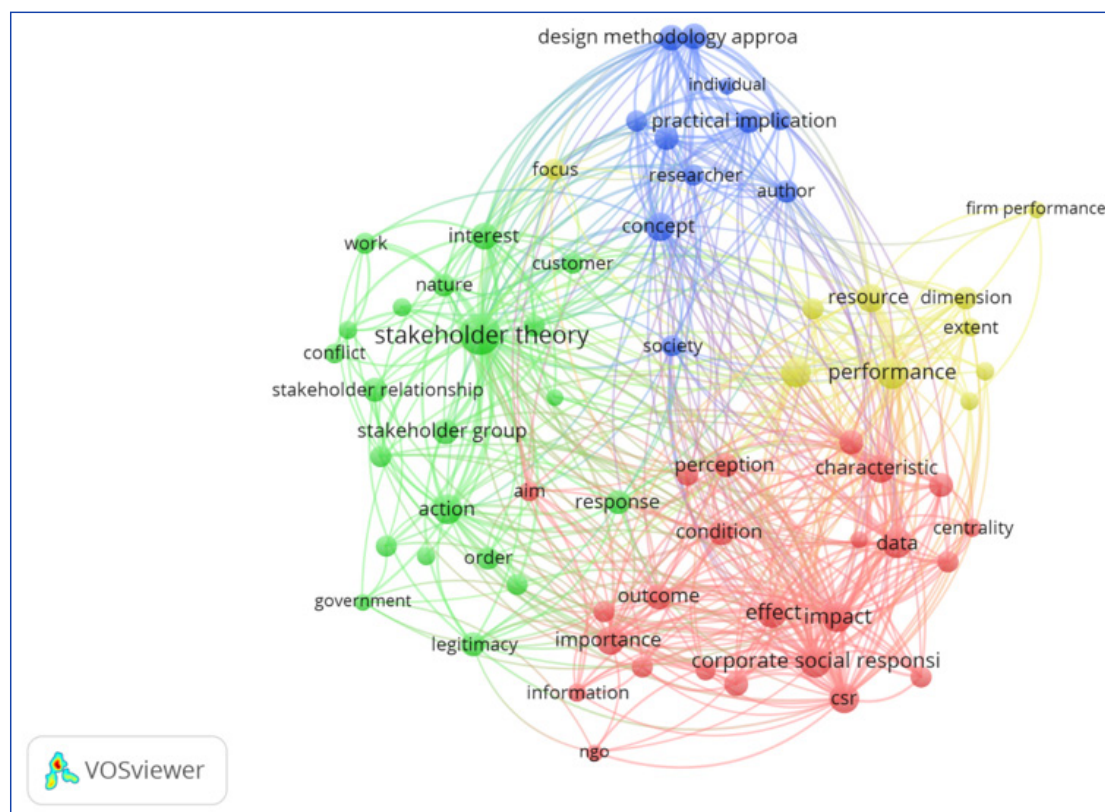 design methodology approa
individual
practical implication
focus
researcher
author
firm performance
concept
work
interest
customer
nature
resource
dimension
extent
stakeholder theory
society
conflict
performance
stakeholder relationship
stakeholder group
perception
characteristic
aim
response
action
condition
centrality
data
order
government
outcome
effect
impact
legitimacy
importance
corporate social responsi
information
csr
ngo
VOSviewer